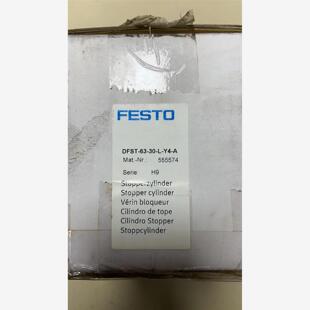 FESTO
DFST-63-30-L-Y4-A
Mat.-Nr.: 555574
Serie H9
Stopperzylinder
Stopper cylinder
Vérin bloqueur
Cilindro de tope
Cilindro Stopper
Stoppcylinder